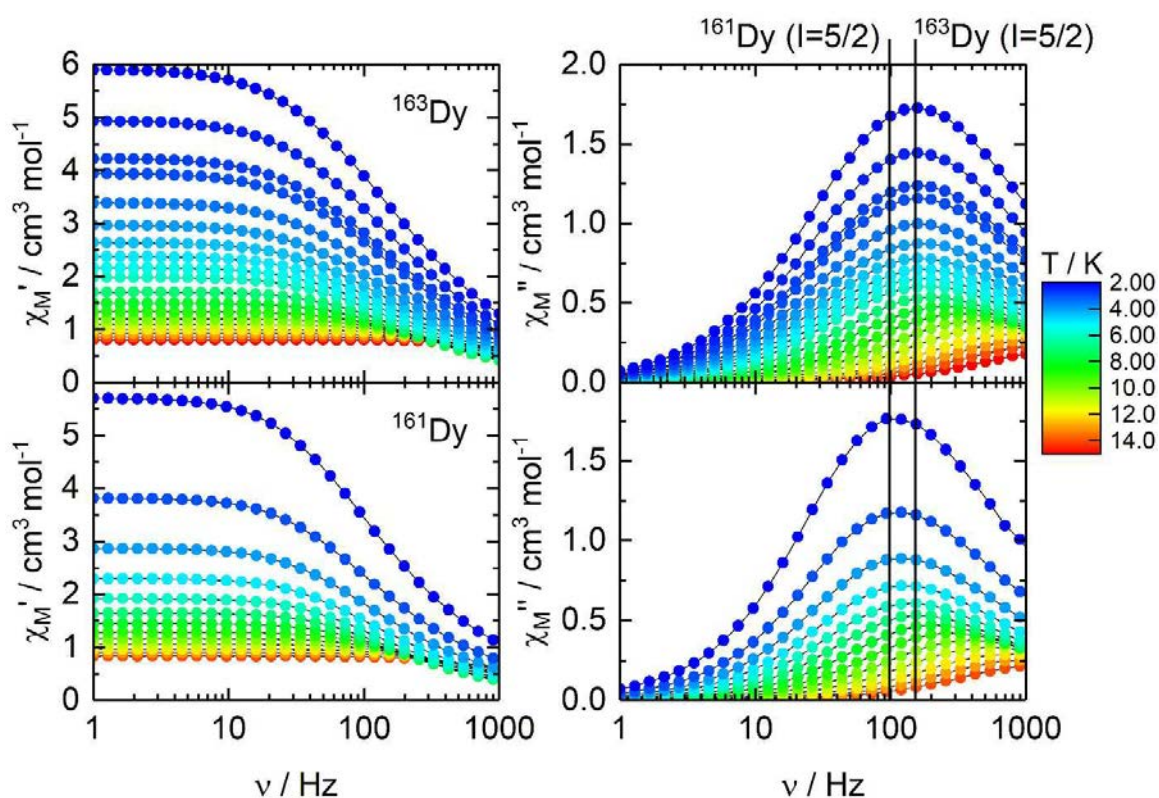 ¹⁶¹Dy (I=5/2)
¹⁶³Dy (I=5/2)
6
5
4
3
2
1
0
χM' / cm³ mol⁻¹
¹⁶³Dy
2.0
1.5
1.0
0.5
0.0
χM'' / cm³ mol⁻¹
T / K
2.00
4.00
6.00
8.00
10.0
12.0
14.0
5
4
3
2
1
0
χM' / cm³ mol⁻¹
¹⁶¹Dy
1.5
1.0
0.5
0.0
χM'' / cm³ mol⁻¹
1 10 100 1000
ν / Hz
1 10 100 1000
ν / Hz